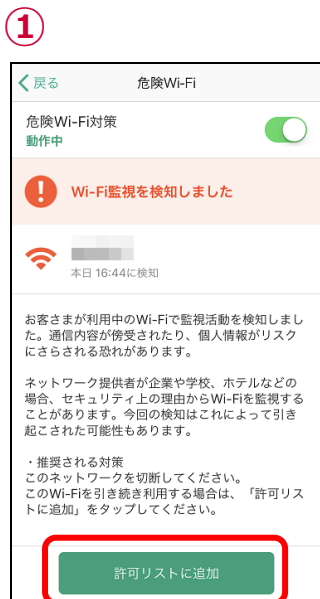 ①
戻る 危険Wi-Fi
危険Wi-Fi対策
動作中
Wi-Fi監視を検知しました
本日 16:44に検知
お客さまが利用中のWi-Fiで監視活動を検知しまし
た。通信内容が傍受されたり、個人情報がリスク
にさらされる恐れがあります。
ネットワーク提供者が企業や学校、ホテルなどの
場合、セキュリティ上の理由からWi-Fiを監視する
ことがあります。今回の検知はこれによって引き
起こされた可能性もあります。
・推奨される対策
このネットワークを切断してください。
このWi-Fiを引き続き利用する場合は、「許可リス
トに追加」をタップしてください。
許可リストに追加